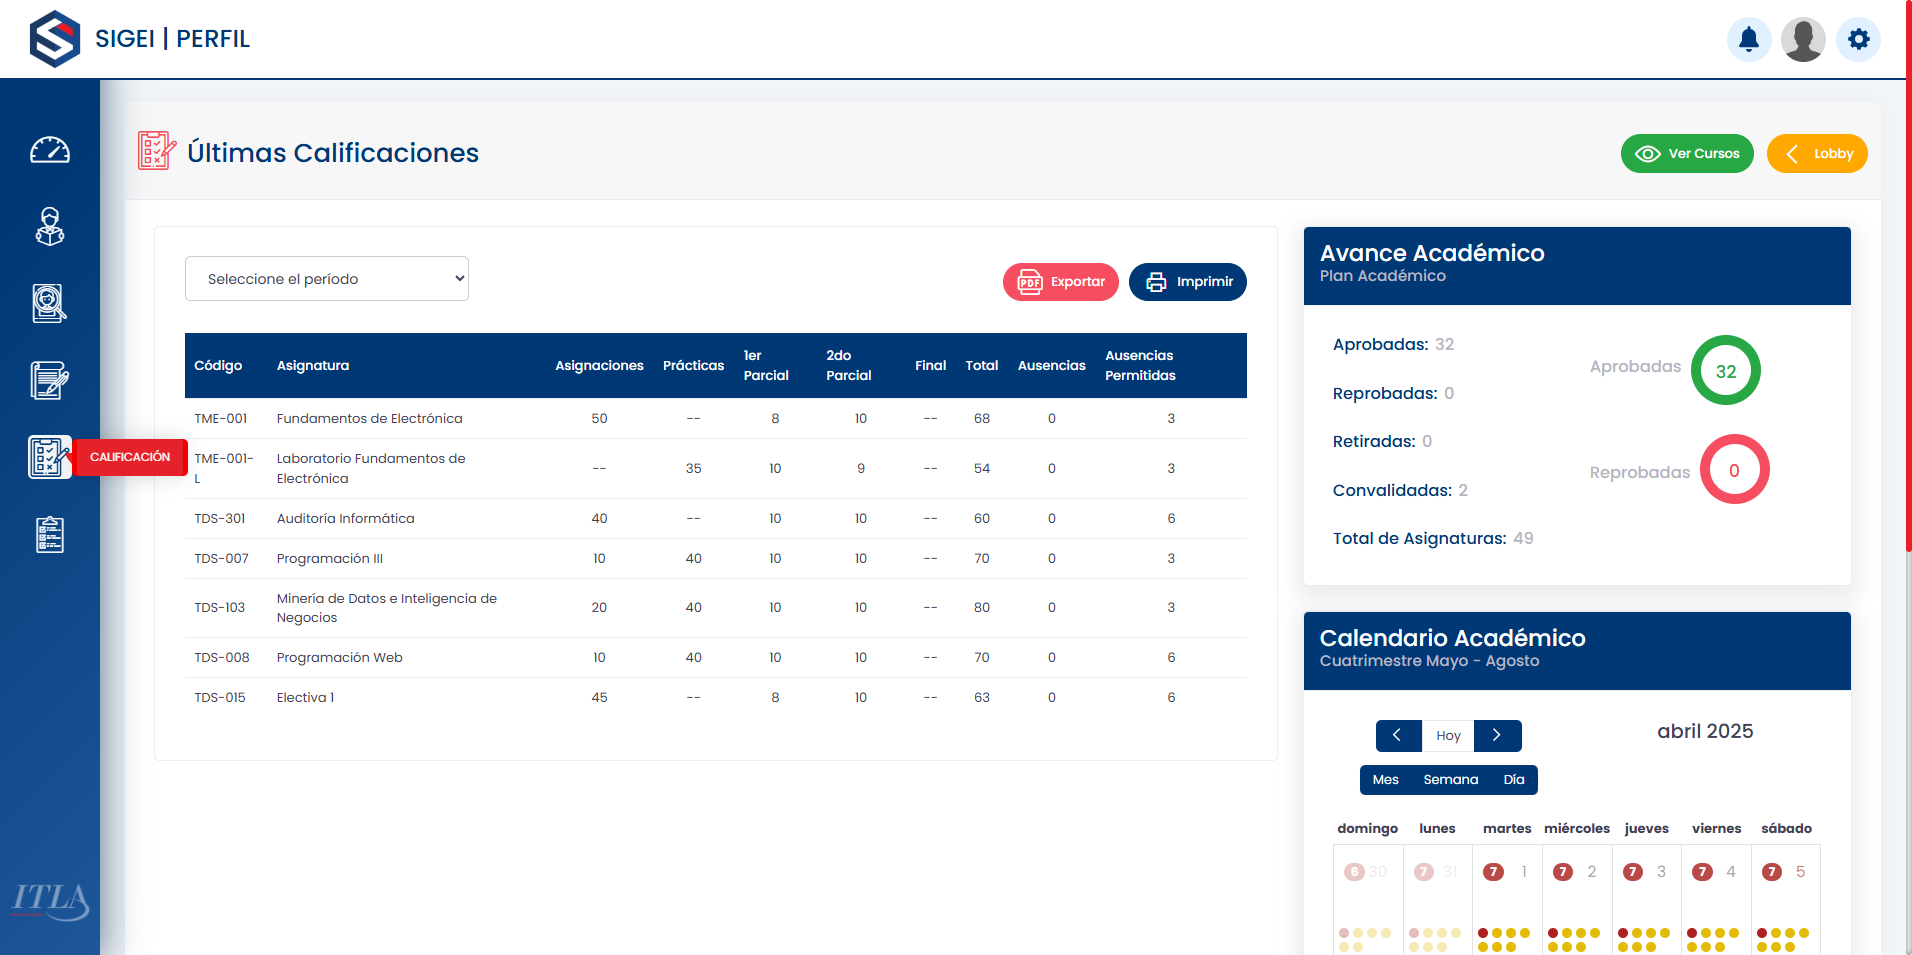 SIGEI | PERFIL
Últimas Calificaciones
Ver Cursos
Lobby
CALIFICACIÓN
Seleccione el período
PDF Exportar
Imprimir
Código Asignatura Asignaciones Prácticas 1er Parcial 2do Parcial Final Total Ausencias Ausencias Permitidas
TME-001 Fundamentos de Electrónica 50 -- 8 10 -- 68 0 3
TME-001-L Laboratorio Fundamentos de Electrónica -- 35 10 9 -- 54 0 3
TDS-301 Auditoría Informática 40 -- 10 10 -- 60 0 6
TDS-007 Programación III 10 40 10 10 -- 70 0 3
TDS-103 Minería de Datos e Inteligencia de Negocios 20 40 10 10 -- 80 0 3
TDS-008 Programación Web 10 40 10 10 -- 70 0 6
TDS-015 Electiva 1 45 -- 8 10 -- 63 0 6
Avance Académico
Plan Académico
Aprobadas: 32
Reprobadas: 0
Retiradas: 0
Convalidadas: 2
Total de Asignaturas: 49
Aprobadas 32
Reprobadas 0
Calendario Académico
Cuatrimestre Mayo - Agosto
Hoy
abril 2025
Mes Semana Día
domingo lunes martes miércoles jueves viernes sábado
6 30 7 31 7 1 7 2 7 3 7 4 7 5
ITLA